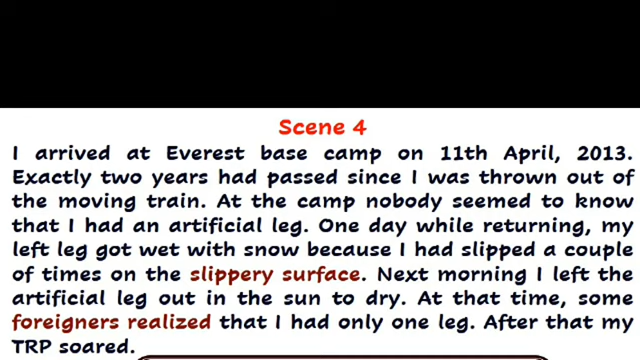 Scene 4
I arrived at Everest base camp on 11th April, 2013.
Exactly two years had passed since I was thrown out of
the moving train. At the camp nobody seemed to know
that I had an artificial leg. One day while returning, my
left leg got wet with snow because I had slipped a couple
of times on the slippery surface. Next morning I left the
artificial leg out in the sun to dry. At that time, some
foreigners realized that I had only one leg. After that my
TRP soared.